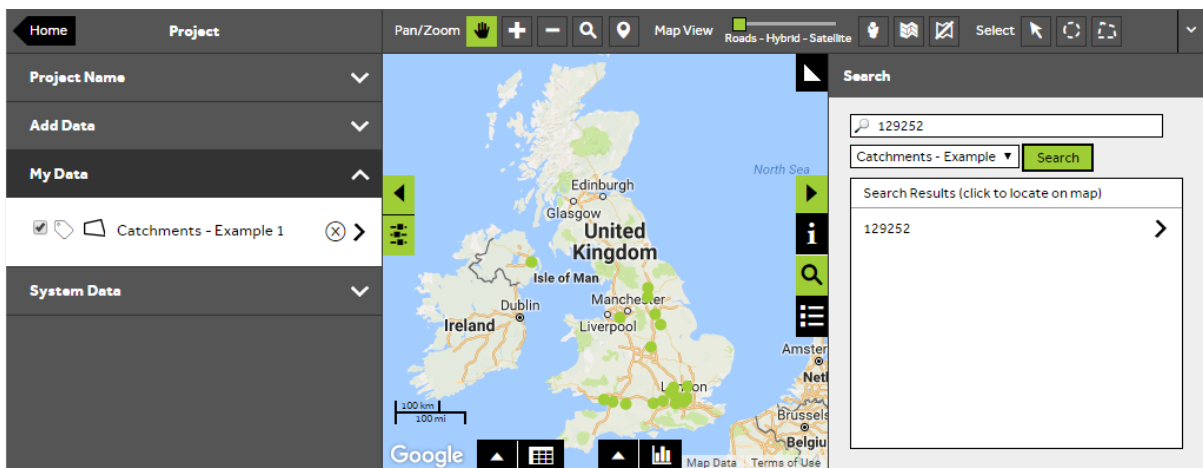 Home
Project
Pan/Zoom
Map View
Roads - Hybrid - Satellite
Select
Project Name
Add Data
My Data
Catchments - Example 1
System Data
North Sea
Edinburgh
Glasgow
United
Kingdom
Isle of Man
Manchester
Dublin
Liverpool
Ireland
Amster
Neth
London
Brussels
Belgiu
100 km
100 mi
Google
Map Data
Terms of Use
Search
129252
Catchments - Example
Search
Search Results (click to locate on map)
129252